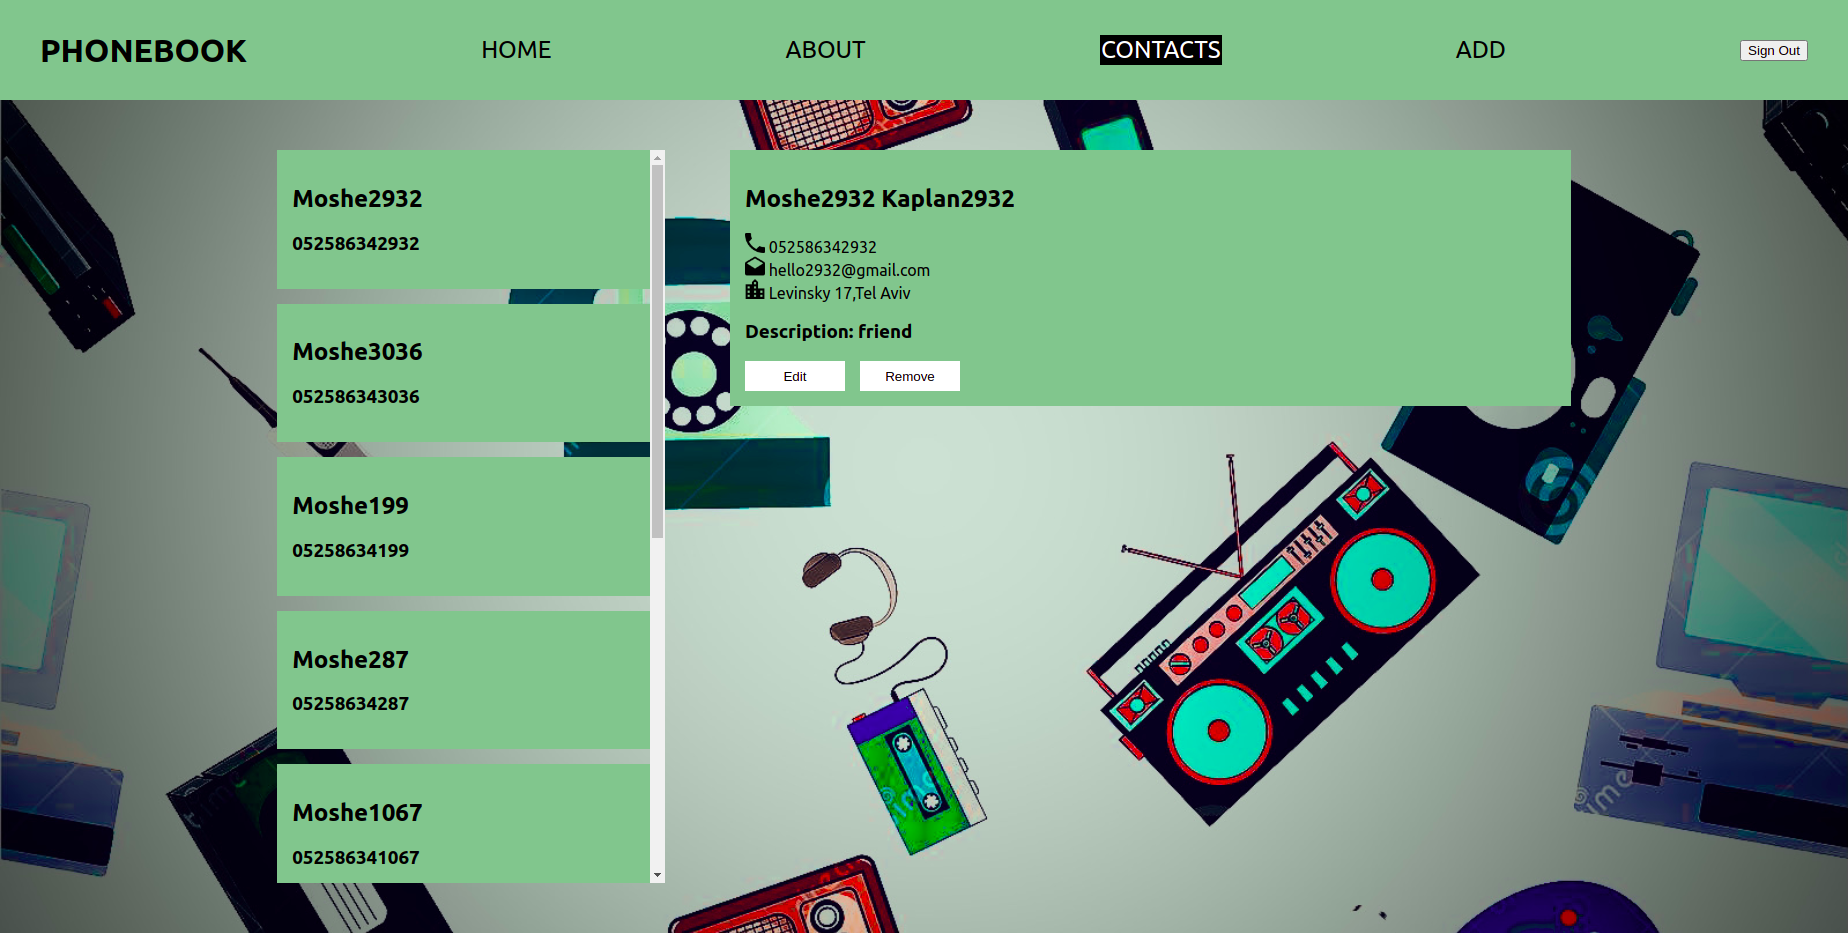 PHONEBOOK
HOME
ABOUT
CONTACTS
ADD
Sign Out
Moshe2932
052586342932
Moshe3036
052586343036
Moshe199
05258634199
Moshe287
05258634287
Moshe1067
052586341067
Moshe2932 Kaplan2932
052586342932
hello2932@gmail.com
Levinsky 17,Tel Aviv
Description: friend
Edit
Remove